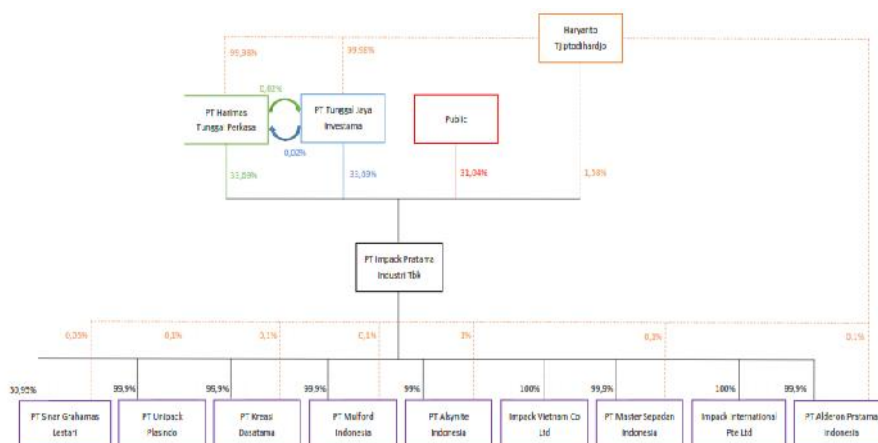 Haryanto
Tjiptodihardjo
99,98%
99,98%
0,02%
PT Harimas
Tunggal Perkasa
PT Tunggal Jaya
Investama
Public
0,02%
33,69%
33,69%
31,04%
1,58%
PT Impack Pratama
Industri Tbk
0,05%
0,1%
0,1%
0,1%
1%
0,1%
0,1%
99,9%
99,9%
99,9%
99%
100%
99,9%
100%
99,9%
PT Sinar Grahamas
Lestari
PT Unipack
Plasindo
PT Kreasi
Dasatama
PT Mulford
Indonesia
PT Alsynite
Indonesia
Impack Vietnam Co
Ltd
PT Master Sepadan
Indonesia
Impack International
Pte Ltd
PT Alderon Pratama
Indonesia